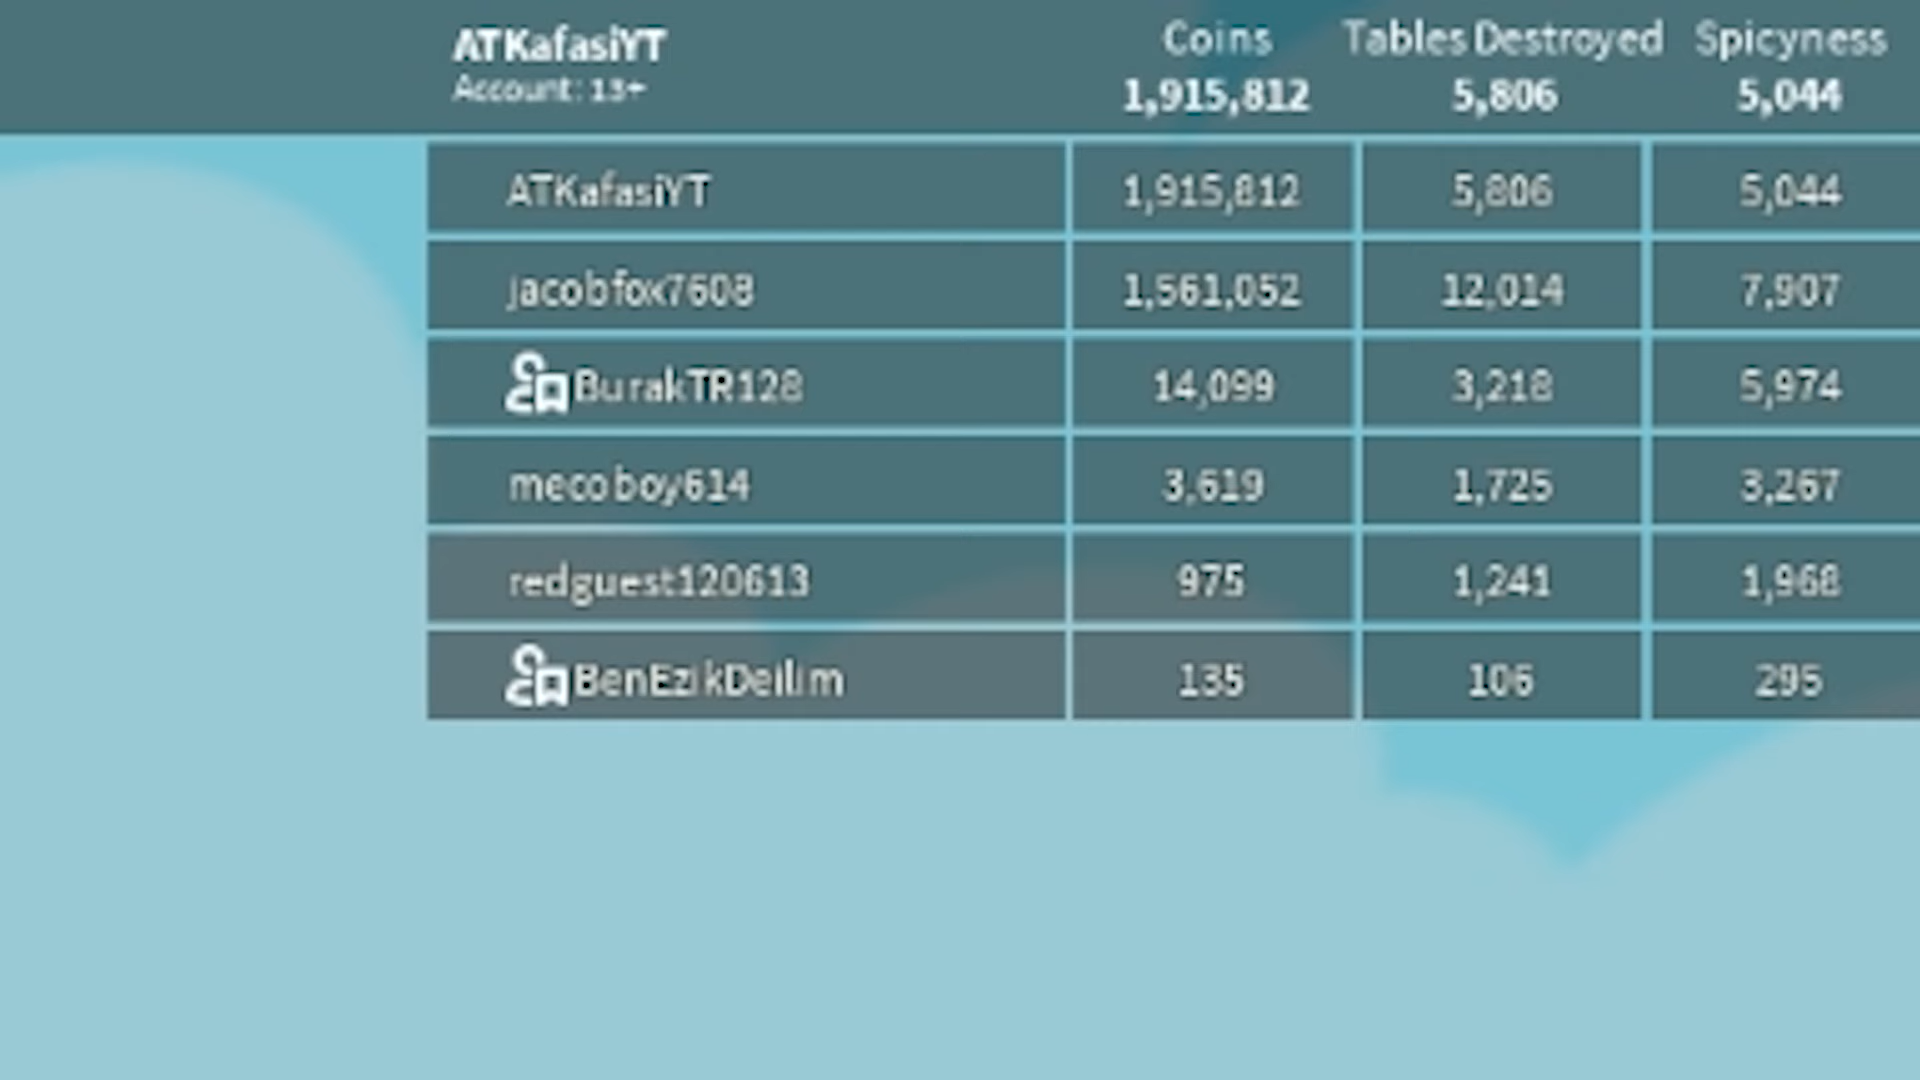 ATKafasiYT Coins Tables Destroyed Spicyness
Account: 13+ 1,915,812 5,806 5,044
ATKafasiYT 1,915,812 5,806 5,044
jacobfox7608 1,561,052 12,014 7,907
BurakTR128 14,099 3,218 5,974
mecoboy614 3,619 1,725 3,267
redguest120613 975 1,241 1,968
BenEzikDeilim 135 106 295